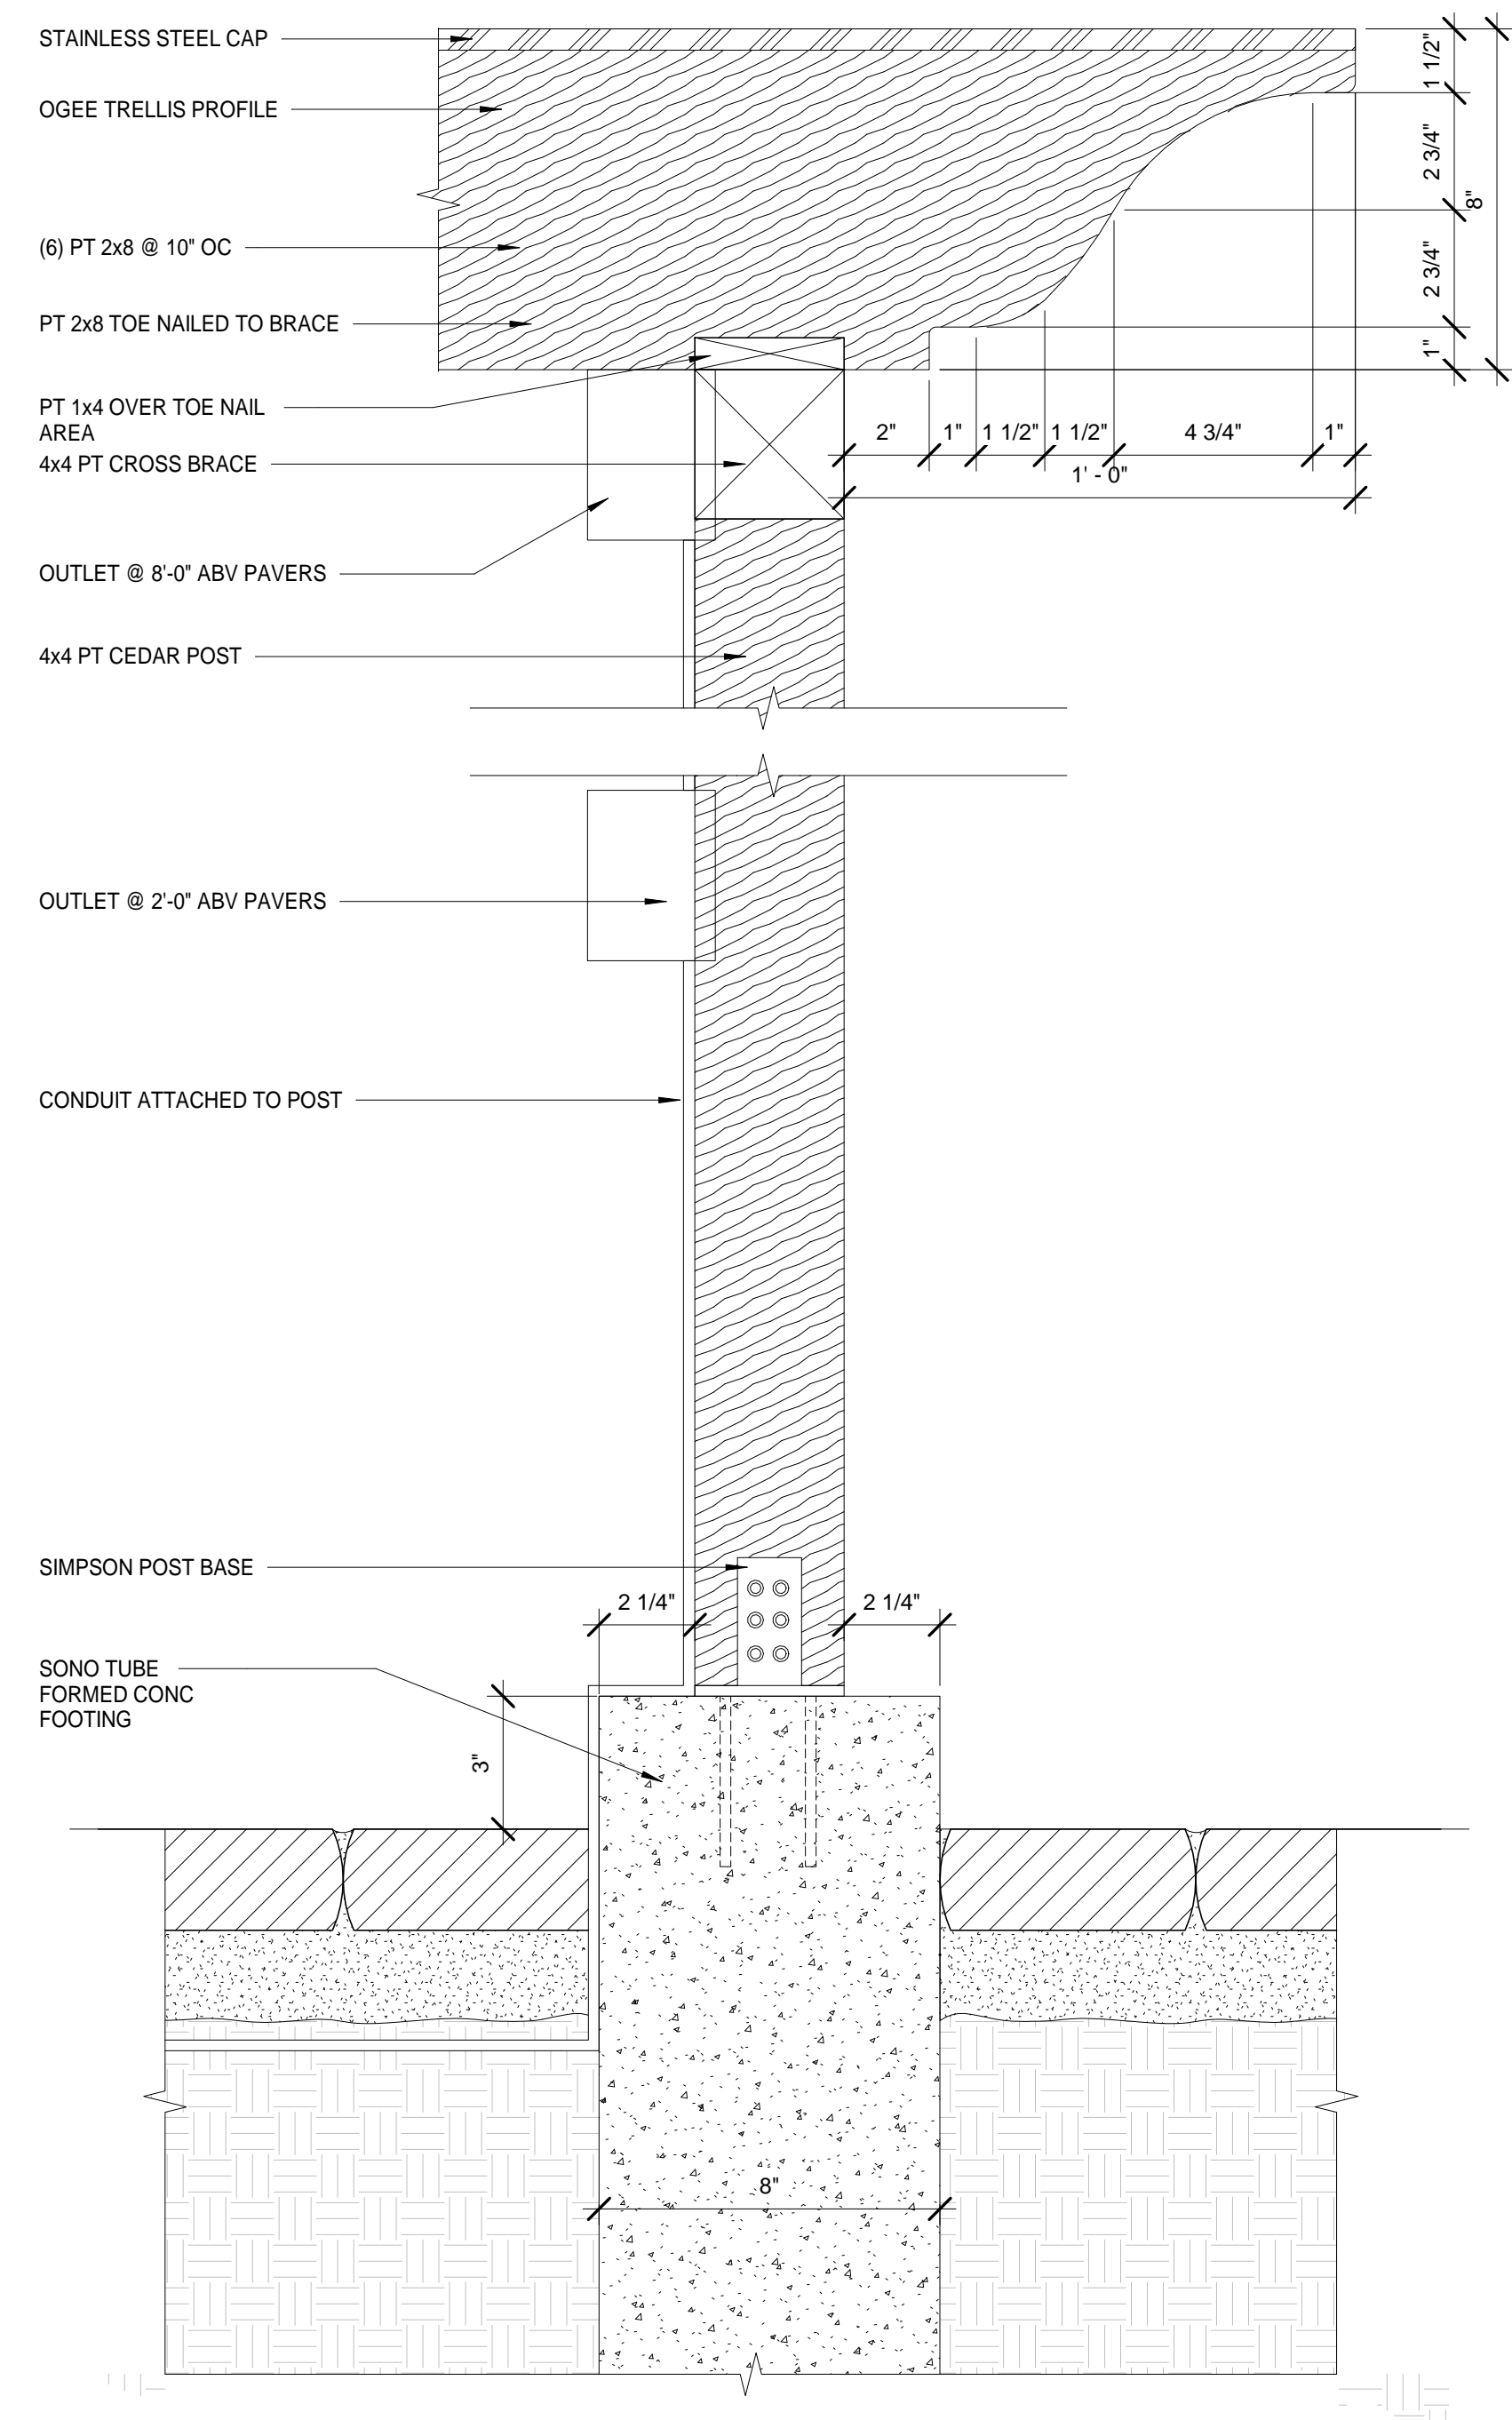 STAINLESS STEEL CAP
OGEE TRELLIS PROFILE
(6) PT 2x8 @ 10" OC
PT 2x8 TOE NAILED TO BRACE
PT 1x4 OVER TOE NAIL
AREA
4x4 PT CROSS BRACE
OUTLET @ 8'-0" ABV PAVERS
4x4 PT CEDAR POST
OUTLET @ 2'-0" ABV PAVERS
CONDUIT ATTACHED TO POST
SIMPSON POST BASE
SONO TUBE
FORMED CONC
FOOTING
1 1/2"
2 3/4"
8"
2 3/4"
1"
2"
1"
1 1/2"
1 1/2"
4 3/4"
1"
1' - 0"
2 1/4"
2 1/4"
3"
8"